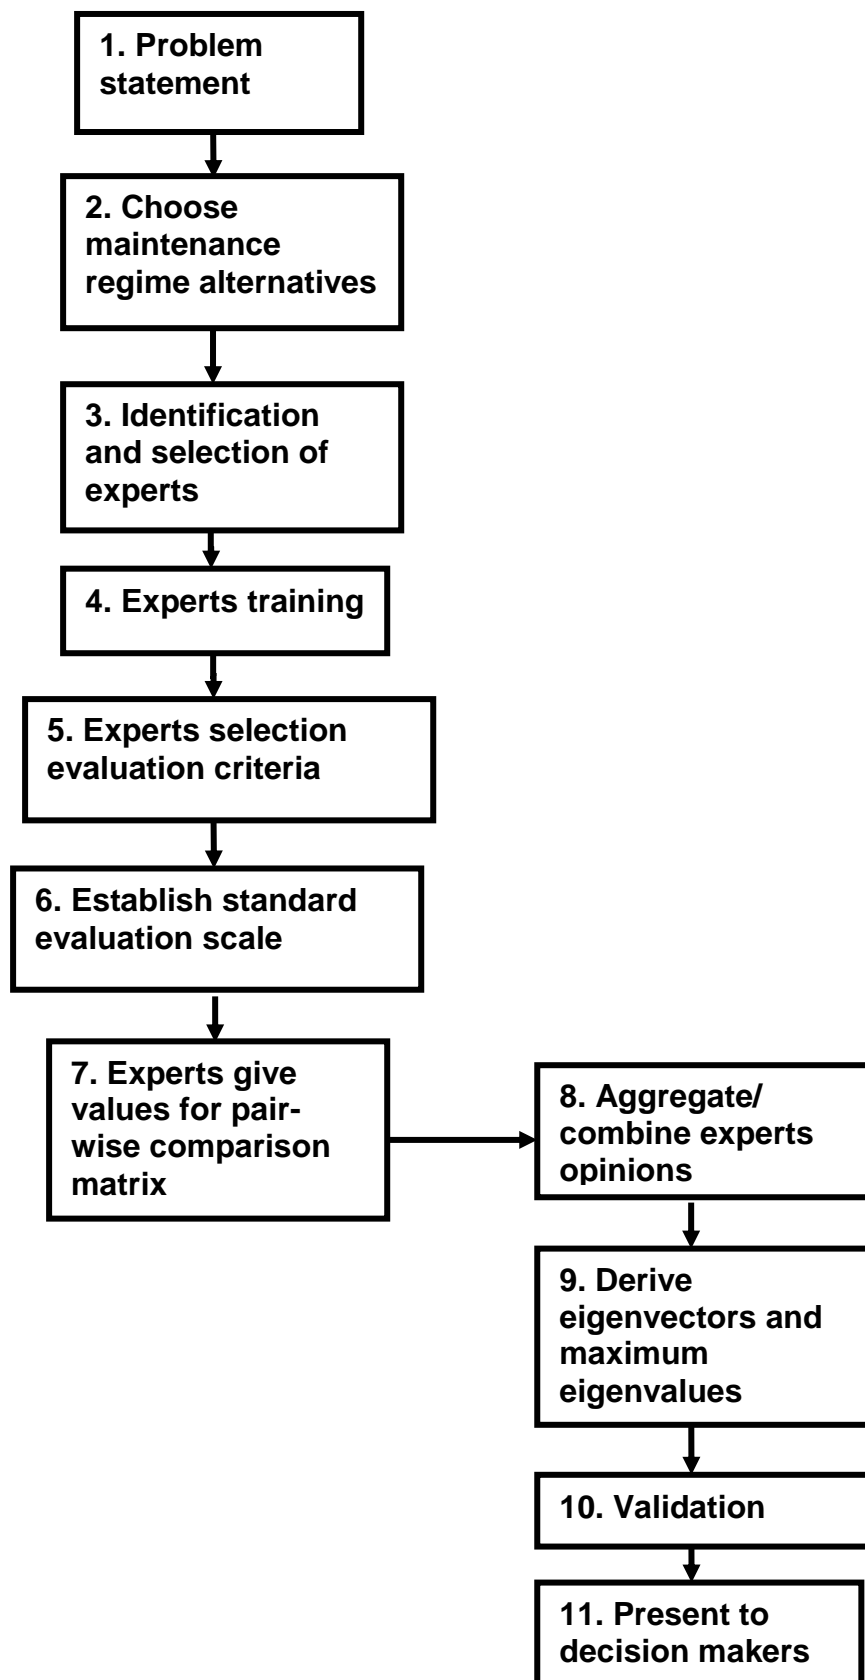 1. Problem
statement
2. Choose
maintenance
regime alternatives
3. Identification
and selection of
experts
4. Experts training
5. Experts selection
evaluation criteria
6. Establish standard
evaluation scale
7. Experts give
values for pair-
wise comparison
matrix
8. Aggregate/
combine experts
opinions
9. Derive
eigenvectors and
maximum
eigenvalues
10. Validation
11. Present to
decision makers